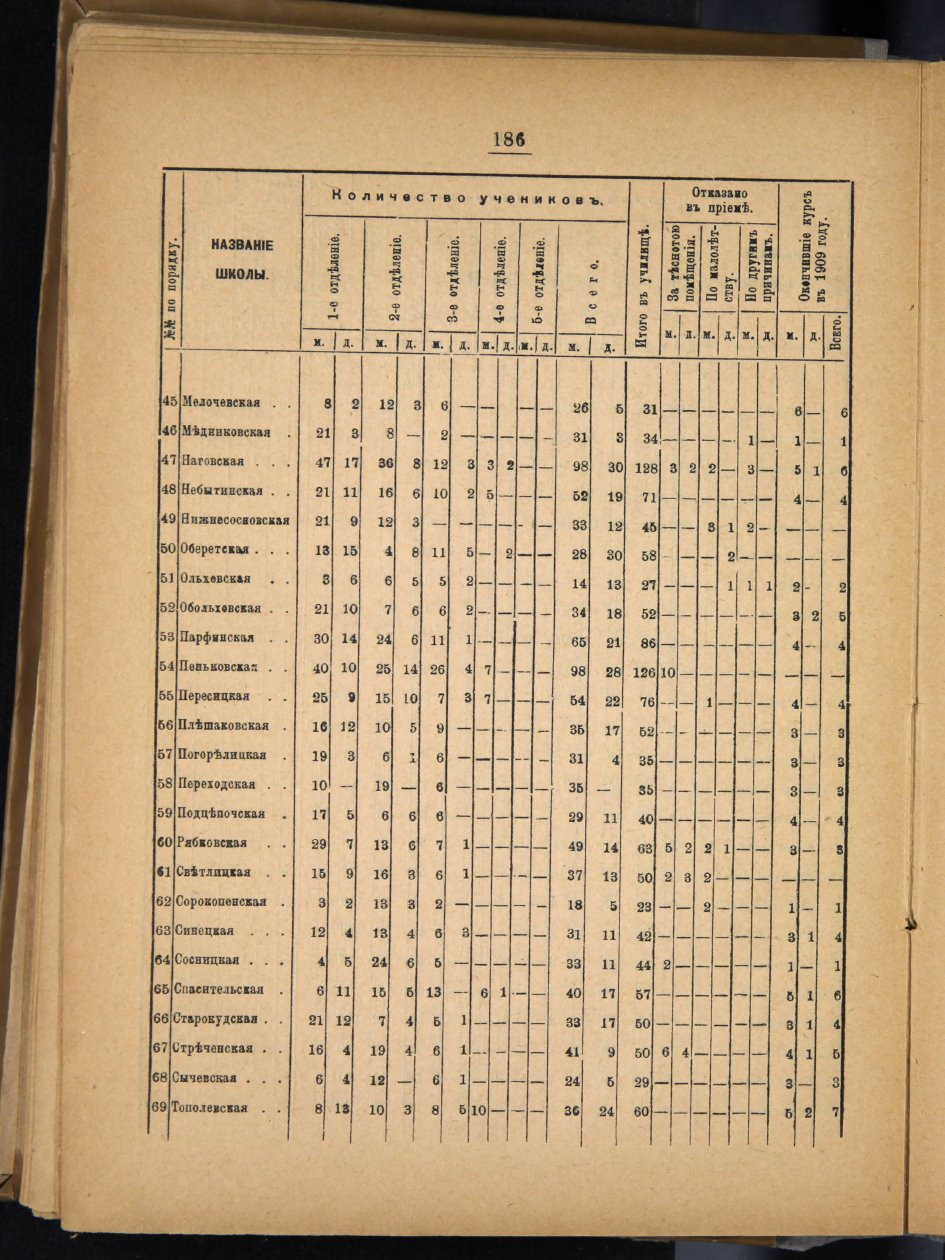 186
№№ по порядку.
НАЗВАНІЕ ШКОЛЫ.
Количество учениковъ.
1-е отдѣленіе.
2-е отдѣленіе.
3-е отдѣленіе.
4-е отдѣленіе.
5-е отдѣленіе.
Всего.
Итого въ училищѣ.
Отказано въ пріемѣ.
За тѣснотою помѣщенія.
По малолѣтству.
По другимъ причинамъ.
Окончившіе курсъ въ 1909 году.
м. д. м. д. м. д. м. д. м. д. м. д. м. д. м. д. м. д. м. д. Всего.
45 Мелочевская . . 8 2 12 3 6 — — — — 26 5 31 — — — — — — 6 — 6
46 Мѣдниковская . 21 3 8 — 2 — — — — — 31 3 34 — — — — 1 — 1 — 1
47 Наговская . . . 47 17 36 8 12 3 3 2 — — 98 30 128 3 2 2 — 3 — 5 1 6
48 Небытинская . . 21 11 16 6 10 2 5 — — — 52 19 71 — — — — — — 4 — 4
49 Нижнесосновская 21 9 12 3 — — — — — — 33 12 45 — — 3 1 2 - — — —
50 Оберетская . . . 13 15 4 8 11 5 — 2 — — 28 30 58 - — — 2 — — — — —
51 Ольховская . . 3 6 6 5 5 2 — — — — 14 13 27 — — — 1 1 1 2 - 2
52 Обольховская . . 21 10 7 6 6 2 — — — — 34 18 52 — — — — — — 3 2 5
53 Парфинская . . 30 14 24 6 11 1 — — — — 65 21 86 — — — — — — 4 — 4
54 Пеньковская . . 40 10 25 14 26 4 7 — — — 98 28 126 10 — — — — — — — —
55 Пересицкая . . 25 9 15 10 7 3 7 — — — 54 22 76 — — 1 — — — 4 — 4
56 Плѣшаковская . 16 12 10 5 9 — — — — — 35 17 52 — — — — — — 3 — 3
57 Погорѣлицкая . 19 3 6 1 6 — — — — — 31 4 35 — — — — — — 3 — 3
58 Переходская . . 10 — 19 — 6 — — — — — 35 — 35 — — — — — — 3 — 3
59 Подцѣпочская . 17 5 6 6 6 — — — — — 29 11 40 — — — — — — 4 — 4
60 Рябковская . . 29 7 13 6 7 1 — — — — 49 14 63 5 2 2 1 — — 3 — 3
61 Свѣтлицкая . . 15 9 16 3 6 1 — — — — 37 13 50 2 3 2 — — — — — —
62 Сорокопенская . 3 2 13 3 2 — — — — — 18 5 23 — — 2 — — — 1 — 1
63 Синецкая . . . 12 4 13 4 6 3 — — — — 31 11 42 — — — — — — 3 1 4
64 Сосницкая . . . 4 5 24 6 5 — — — — — 33 11 44 2 — — — — — 1 — 1
65 Спасительская . 6 11 15 5 13 — 6 1 — — 40 17 57 — — — — — — 5 1 6
66 Старокудская . . 21 12 7 4 5 1 — — — — 33 17 50 — — — — — — 3 1 4
67 Стрѣченская . . 16 4 19 4 6 1 — — — — 41 9 50 6 4 — — — — 4 1 5
68 Сычевская . . . 6 4 12 — 6 1 — — — — 24 5 29 — — — — — — 3 — 3
69 Тополевская . . 8 13 10 3 8 5 10 — — — 36 24 60 — — — — — — 5 2 7